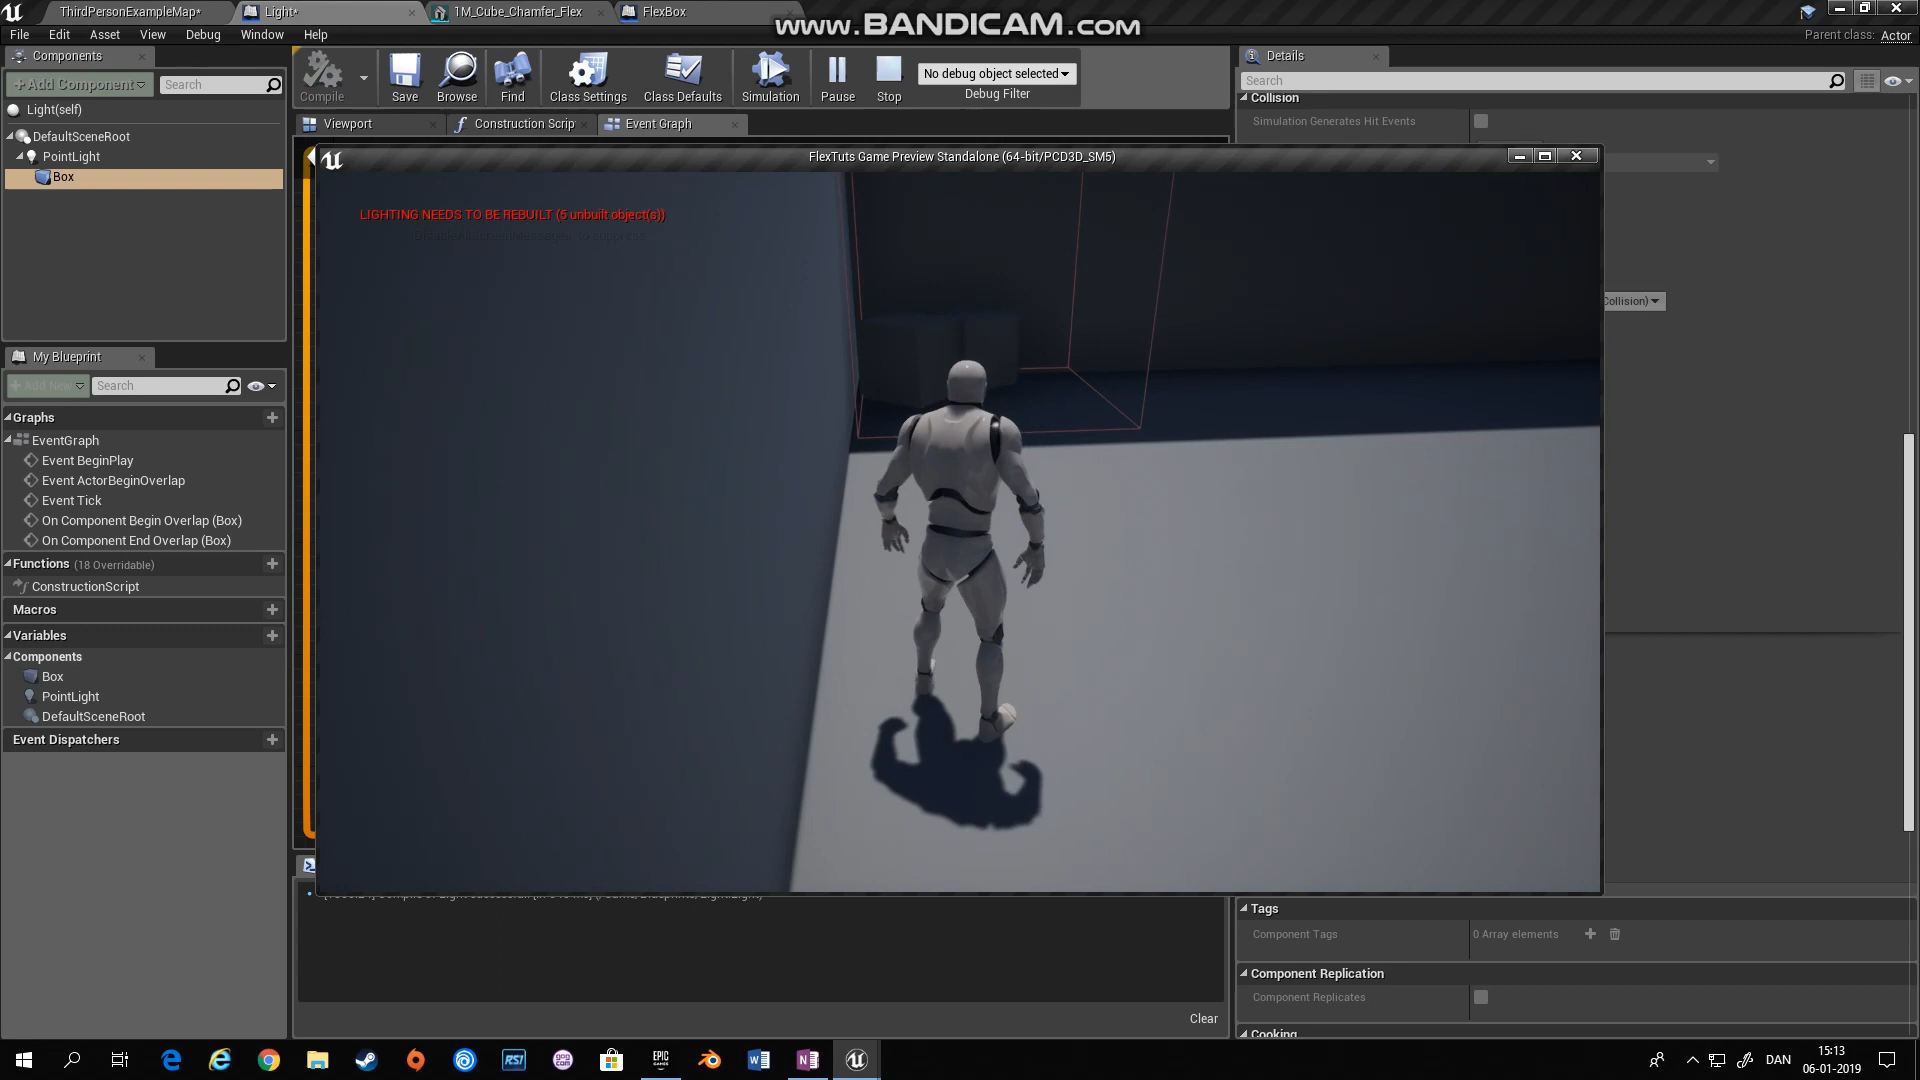 ThirdPersonExampleMap*
Light*
1M_Cube_Chamfer_Flex
FlexBox
www.BANDICAM.com
File
Edit
Asset
View
Debug
Window
Help
Parent class: Actor
Components
+Add Component
Search
Light(self)
DefaultSceneRoot
PointLight
Box
Compile
Save
Browse
Find
Class Settings
Class Defaults
Simulation
Pause
Stop
No debug object selected
Debug Filter
Details
Search
Collision
Simulation Generates Hit Events
Collision)
Viewport
Construction Scrip
Event Graph
FlexTuts Game Preview Standalone (64-bit/PCD3D_SM5)
LIGHTING NEEDS TO BE REBUILT (5 unbuilt object(s))
My Blueprint
+ Add New
Search
Graphs
EventGraph
Event BeginPlay
Event ActorBeginOverlap
Event Tick
On Component Begin Overlap (Box)
On Component End Overlap (Box)
Functions (18 Overridable)
ConstructionScript
Macros
Variables
Components
Box
PointLight
DefaultSceneRoot
Event Dispatchers
Clear
Tags
Component Tags
0 Array elements
Component Replication
Component Replicates
Cooking
RSI
gog com
EPIC GAMES
DAN
15:13
06-01-2019